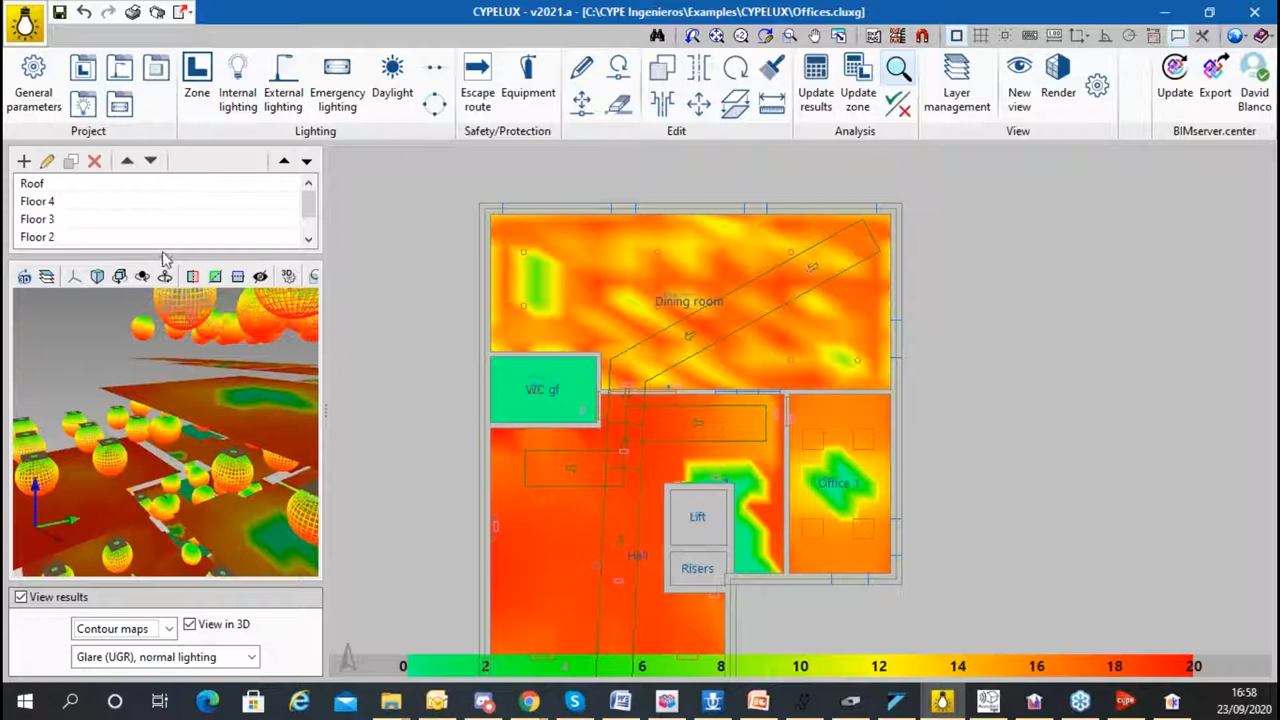 CYPELUX - v2021.a - [C:\CYPE Ingenieros\Examples\CYPELUX\Offices.cluxg]
General parameters
Zone
Internal lighting
External lighting
Emergency lighting
Daylight
Escape route
Equipment
Update results
Update zone
Layer management
New view
Render
Update
Export
David Blanco
Project
Lighting
Safety/Protection
Edit
Analysis
View
BIMserver.center
Roof
Floor 4
Floor 3
Floor 2
Dining room
WC gf
Office 1
Lift
Hall
Risers
View results
Contour maps
View in 3D
Glare (UGR), normal lighting
0 2 4 6 8 10 12 14 16 18 20
16:58
23/09/2020